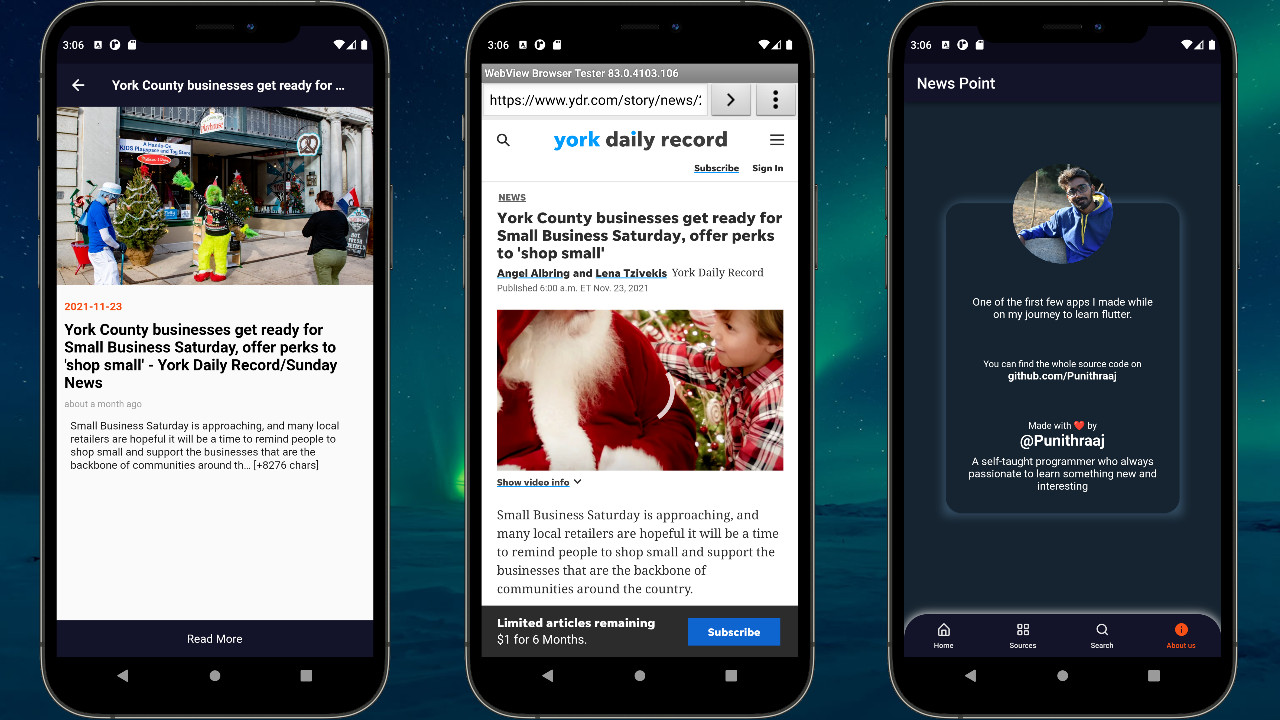 3:06
York County businesses get ready for ...
A Hands-On
KIDS Playspace and Toy Store
Melissa & Doug
2021-11-23
York County businesses get ready for
Small Business Saturday, offer perks to
'shop small' - York Daily Record/Sunday
News
about a month ago
Small Business Saturday is approaching, and many local
retailers are hopeful it will be a time to remind people to
shop small and support the businesses that are the
backbone of communities around th… [+8276 chars]
Read More
3:06
WebView Browser Tester 83.0.4103.106
https://www.ydr.com/story/news/2
york daily record
Subscribe Sign In
NEWS
York County businesses get ready for
Small Business Saturday, offer perks
to 'shop small'
Angel Albring and Lena Tzivekis York Daily Record
Published 6:00 a.m. ET Nov. 23, 2021
Show video info
Small Business Saturday is approaching, and
many local retailers are hopeful it will be a time
to remind people to shop small and support the
businesses that are the backbone of
communities around the country.
Limited articles remaining
$1 for 6 Months.
Subscribe
3:06
News Point
One of the first few apps I made while
on my journey to learn flutter.
You can find the whole source code on
github.com/Punithraaj
Made with ❤️ by
@Punithraaj
A self-taught programmer who always
passionate to learn something new and
interesting
Home Sources Search About us